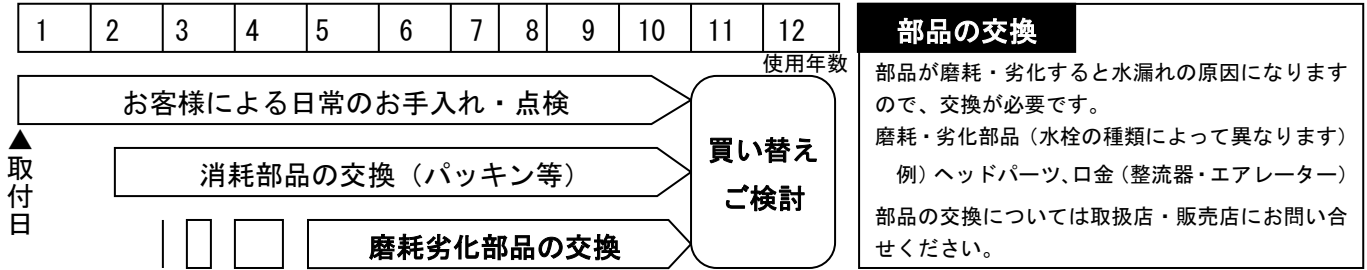 1 2 3 4 5 6 7 8 9 10 11 12
使用年数
お客様による日常のお手入れ・点検
▲
取
付
日
消耗部品の交換（パッキン等）
磨耗劣化部品の交換
買い替え
ご検討
部品の交換
部品が磨耗・劣化すると水漏れの原因になります
ので、交換が必要です。
磨耗・劣化部品（水栓の種類によって異なります）
例）ヘッドパーツ、口金（整流器・エアレーター）
部品の交換については取扱店・販売店にお問い合
せください。